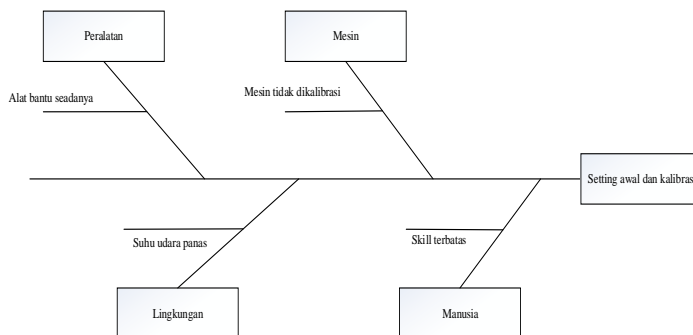 Peralatan
Mesin
Alat bantu seadanya
Mesin tidak dikalibrasi
Setting awal dan kalibras
Suhu udara panas
Skill terbatas
Lingkungan
Manusia